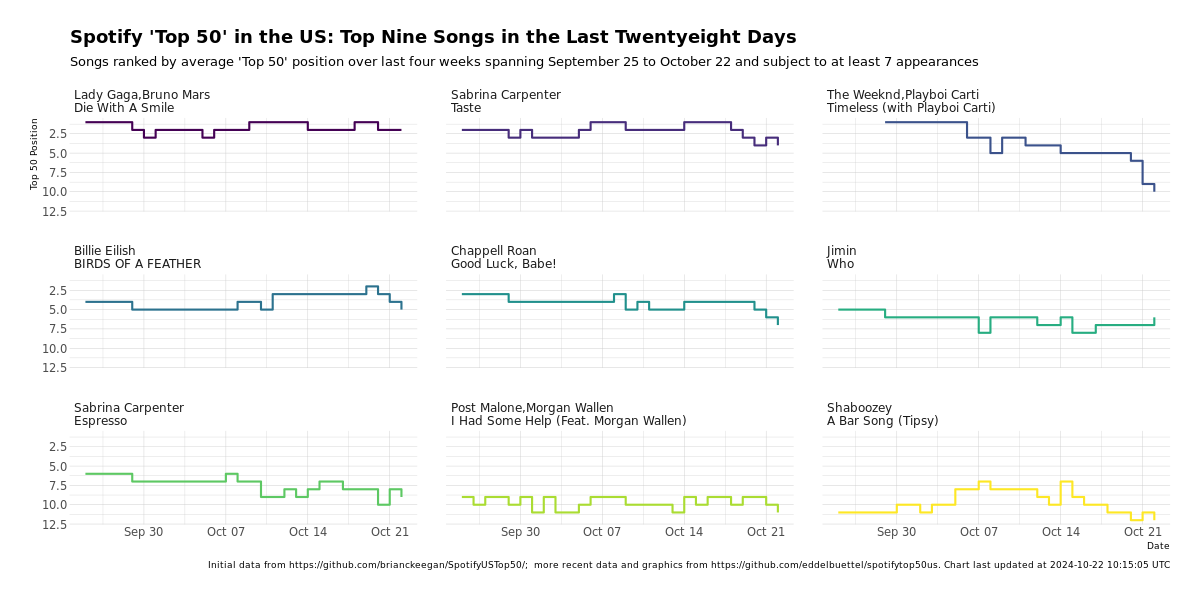 Spotify 'Top 50' in the US: Top Nine Songs in the Last Twentyeight Days
Songs ranked by average 'Top 50' position over last four weeks spanning September 25 to October 22 and subject to at least 7 appearances
Lady Gaga,Bruno Mars
Die With A Smile
Sabrina Carpenter
Taste
The Weeknd,Playboi Carti
Timeless (with Playboi Carti)
Top 50 Position
2.5
5.0
7.5
10.0
12.5
Billie Eilish
BIRDS OF A FEATHER
Chappell Roan
Good Luck, Babe!
Jimin
Who
2.5
5.0
7.5
10.0
12.5
Sabrina Carpenter
Espresso
Post Malone,Morgan Wallen
I Had Some Help (Feat. Morgan Wallen)
Shaboozey
A Bar Song (Tipsy)
2.5
5.0
7.5
10.0
12.5
Sep 30 Oct 07 Oct 14 Oct 21
Sep 30 Oct 07 Oct 14 Oct 21
Sep 30 Oct 07 Oct 14 Oct 21
Date
Initial data from https://github.com/brianckeegan/SpotifyUSTop50/; more recent data and graphics from https://github.com/eddelbuettel/spotifytop50us. Chart last updated at 2024-10-22 10:15:05 UTC